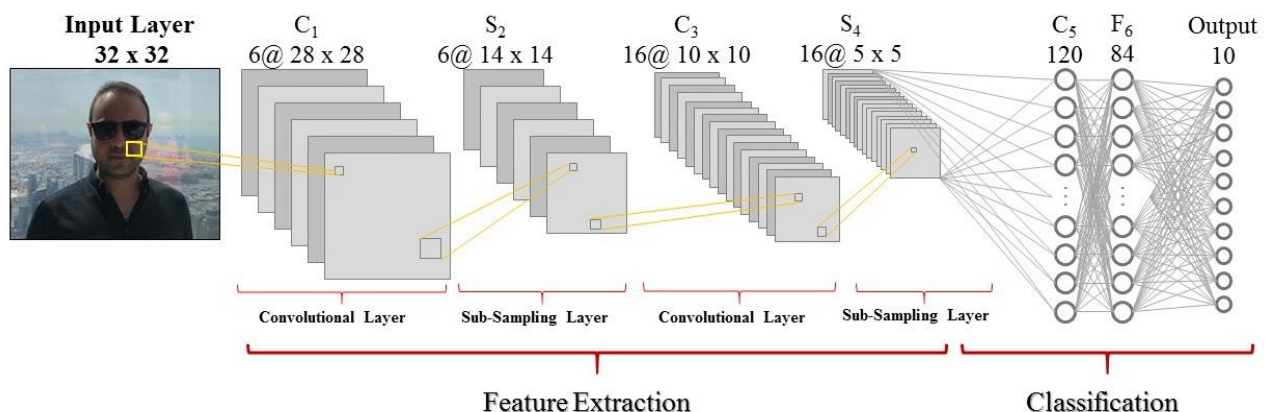 Input Layer
32 x 32
C₁
6@ 28 x 28
S₂
6@ 14 x 14
C₃
16@ 10 x 10
S₄
16@ 5 x 5
C₅
120
F₆
84
Output
10
Convolutional Layer
Sub-Sampling Layer
Convolutional Layer
Sub-Sampling Layer
Feature Extraction
Classification